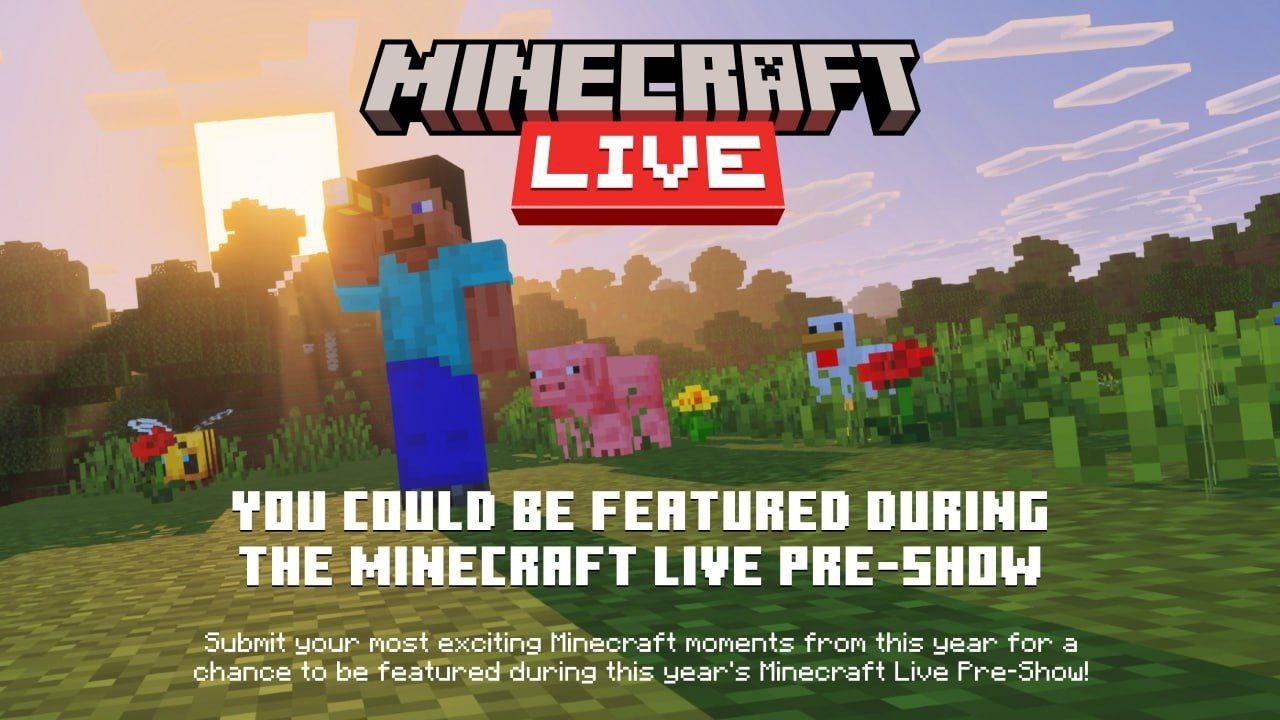 MINECRAFT
LIVE
YOU COULD BE FEATURED DURING
THE MINECRAFT LIVE PRE-SHOW
Submit your most exciting Minecraft moments from this year for a
chance to be featured during this year's Minecraft Live Pre-Show!